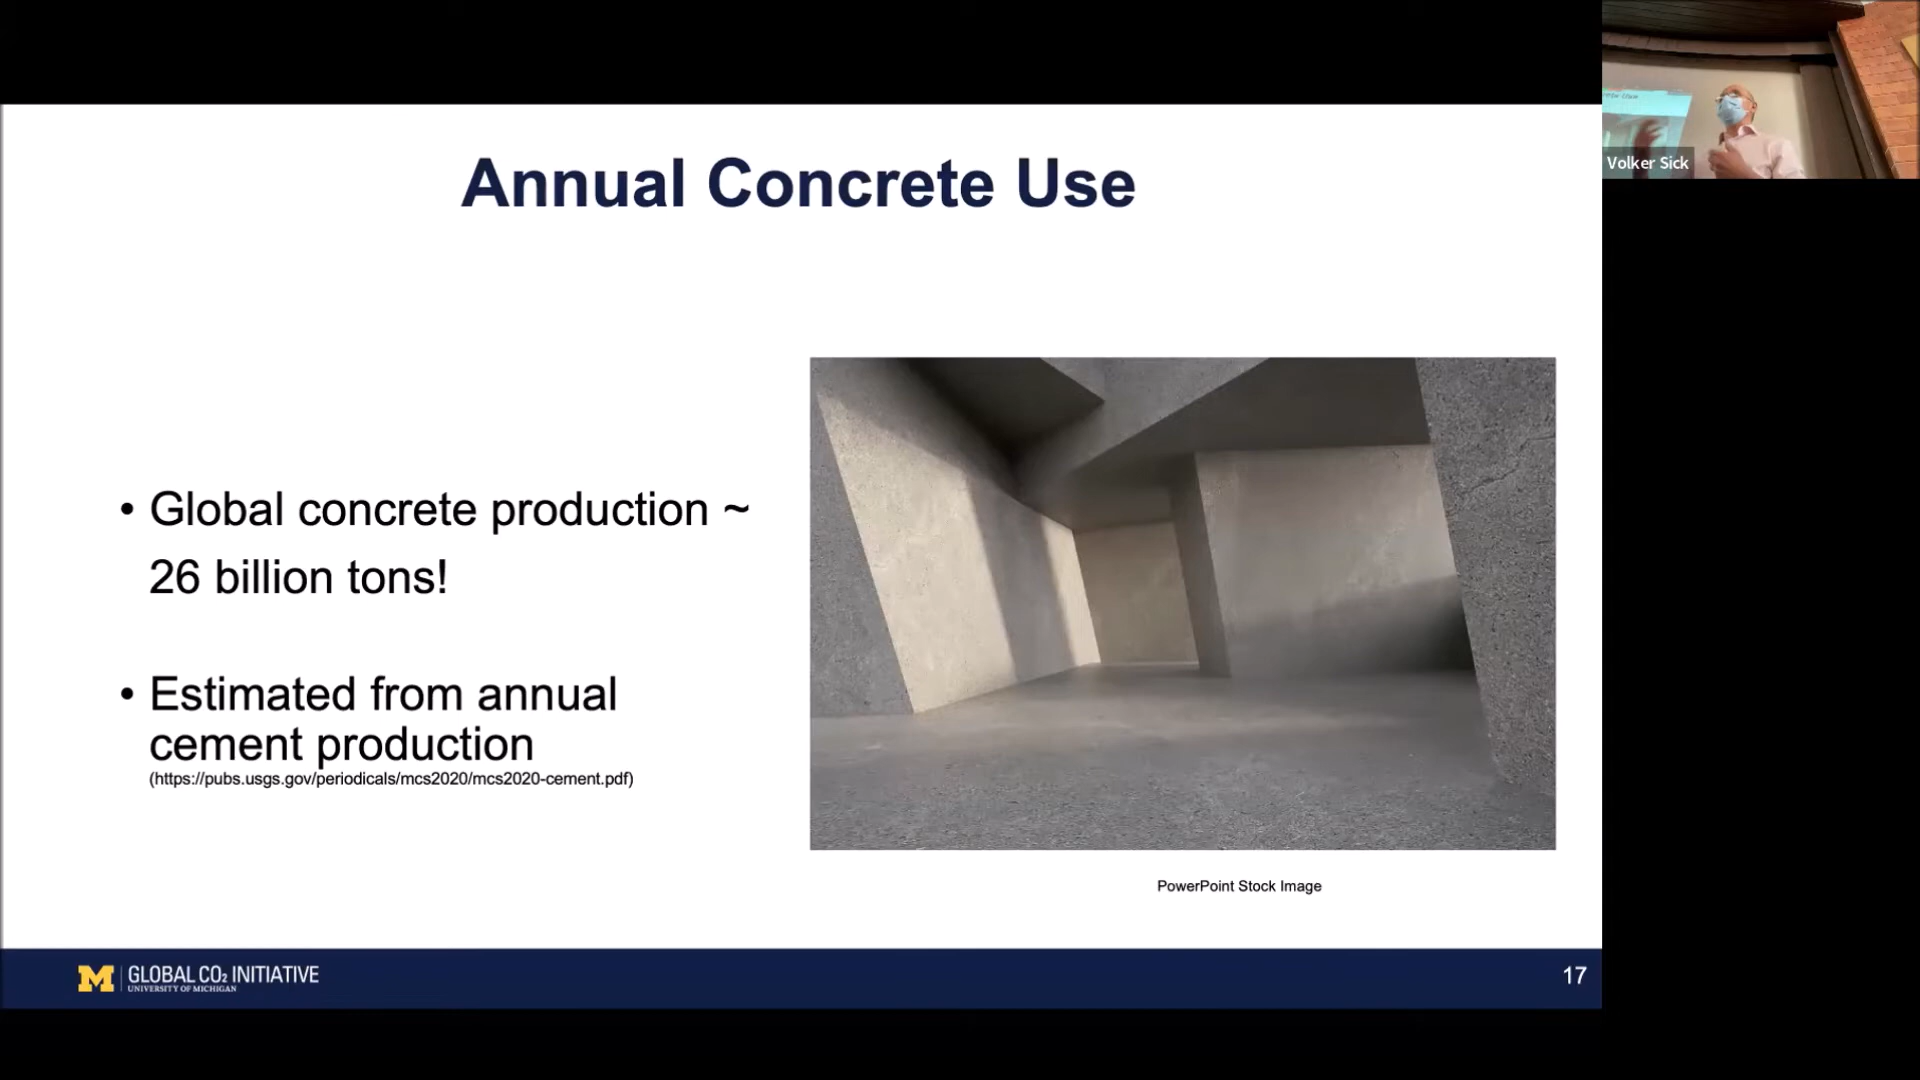 Annual Concrete Use
• Global concrete production ~
26 billion tons!
• Estimated from annual
cement production
(https://pubs.usgs.gov/periodicals/mcs2020/mcs2020-cement.pdf)
PowerPoint Stock Image
M GLOBAL CO₂ INITIATIVE
UNIVERSITY OF MICHIGAN
17
Volker Sick